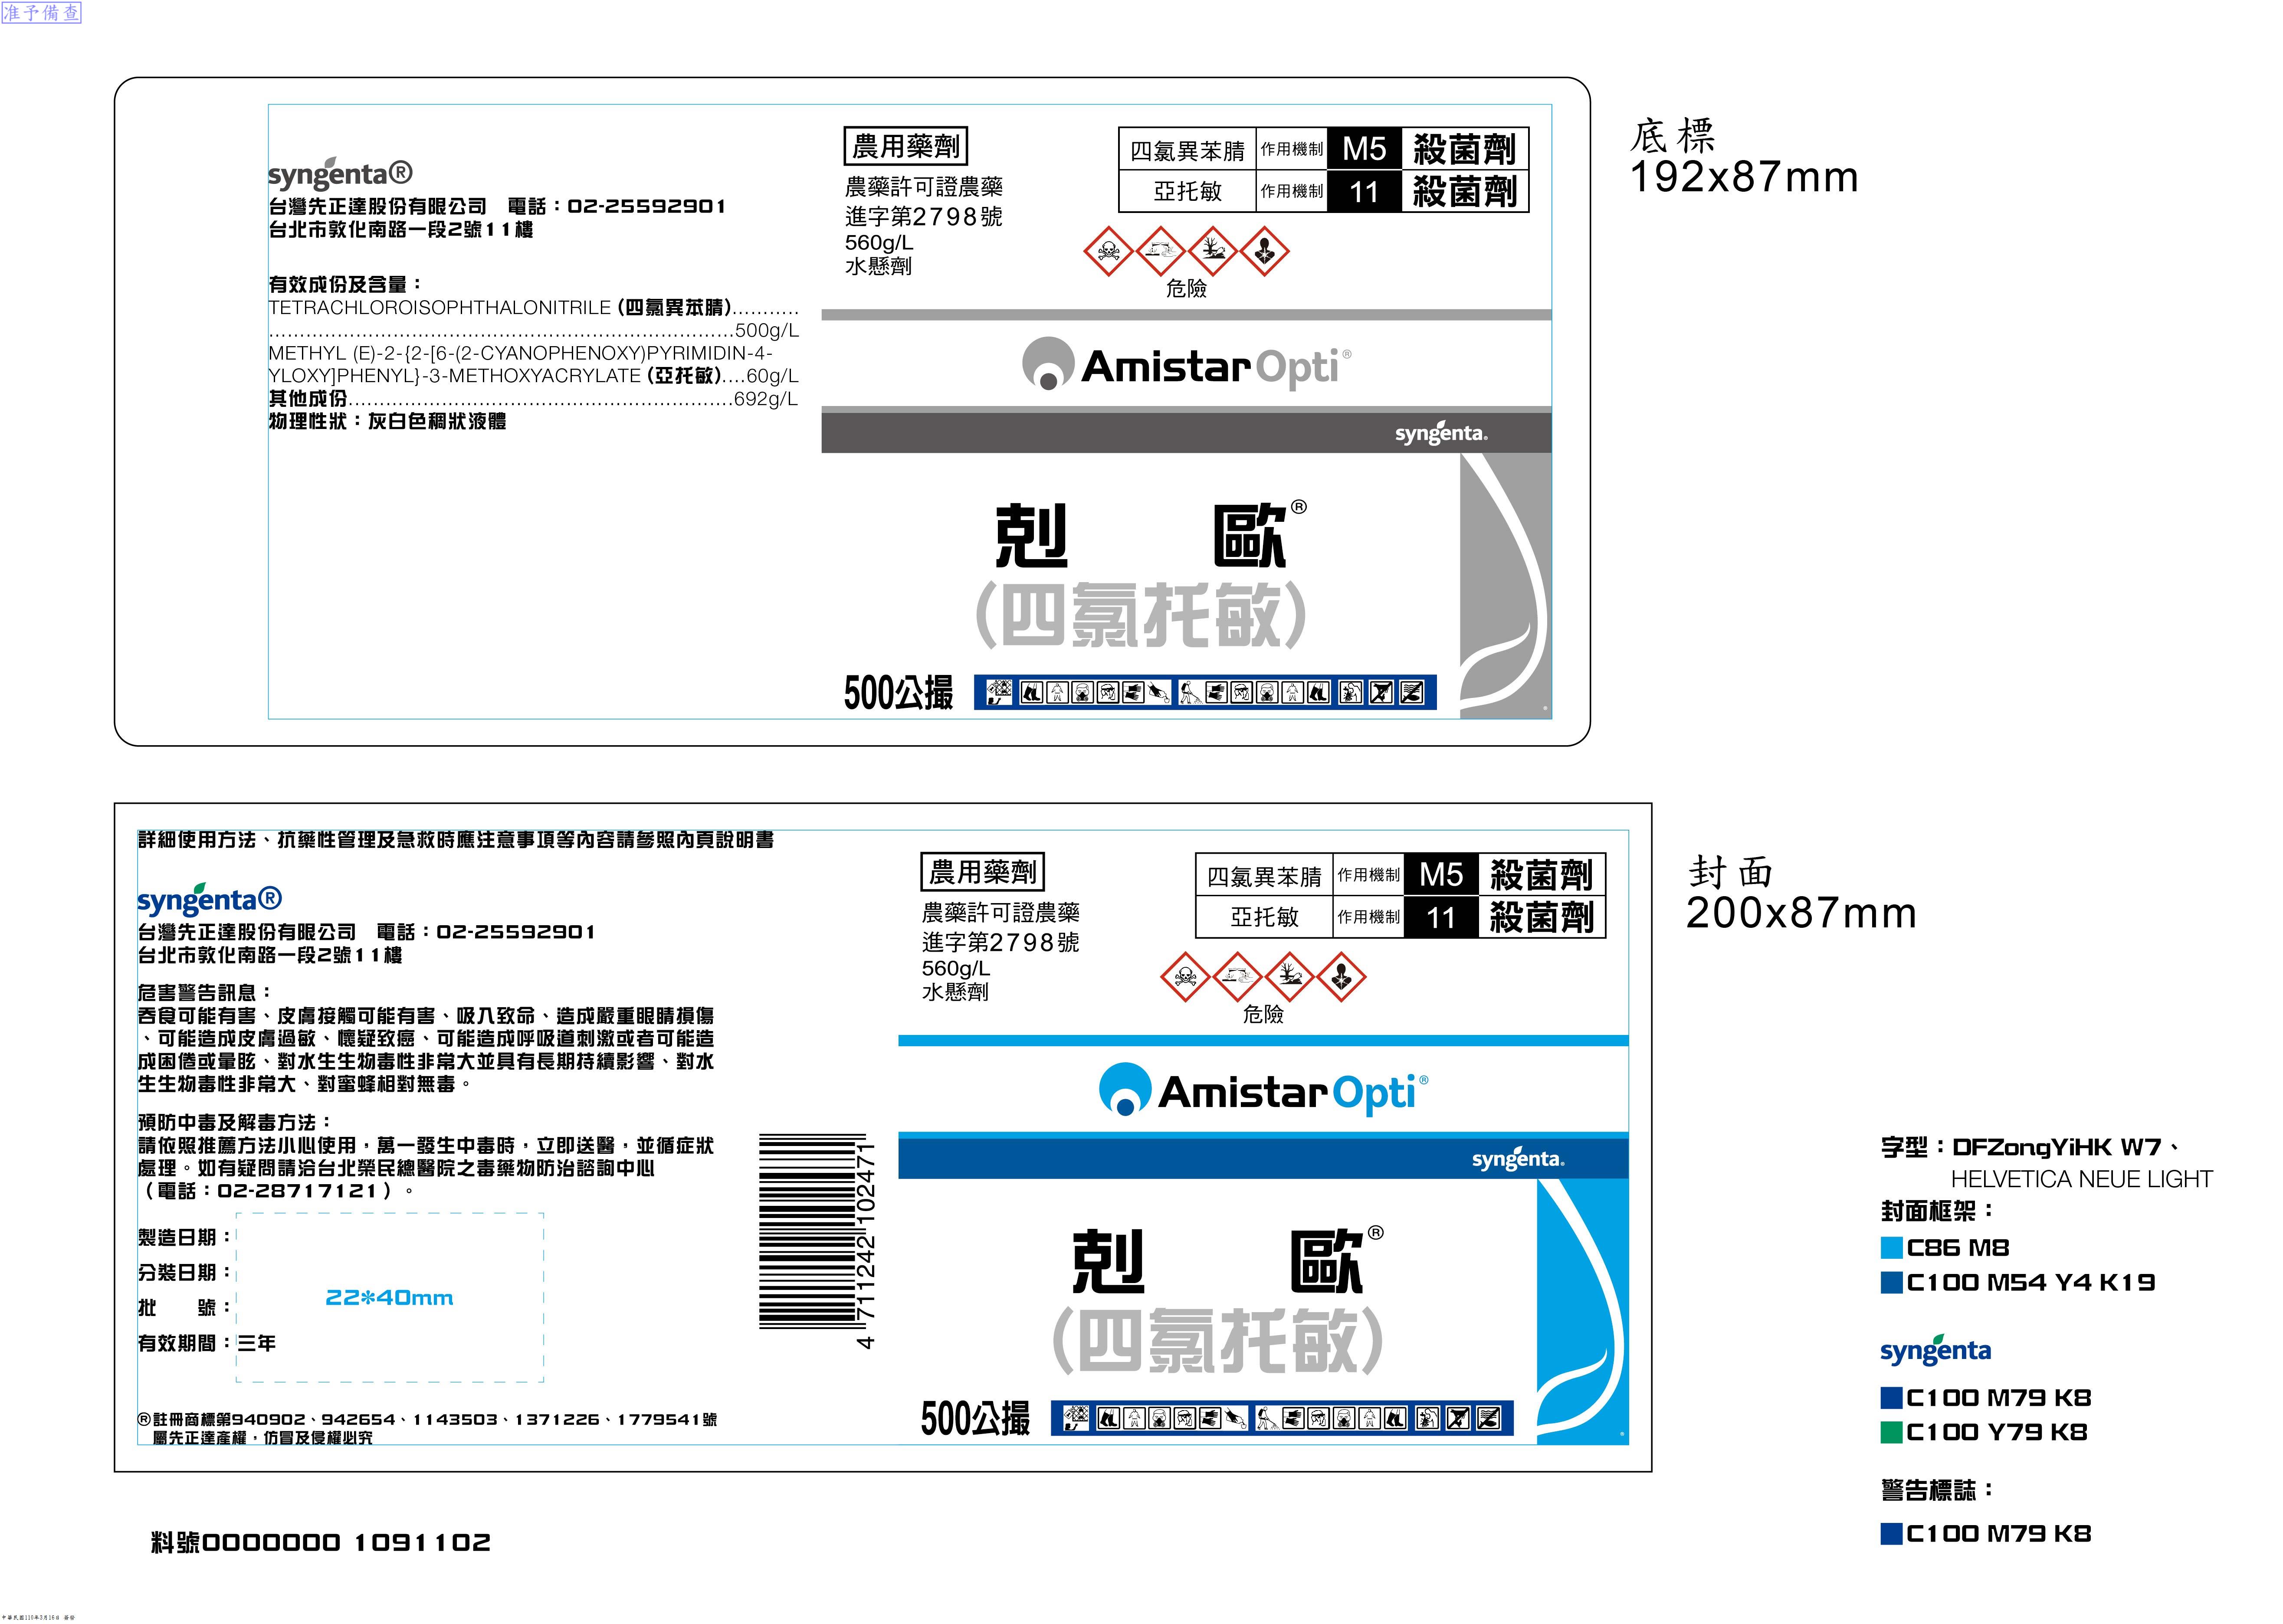 准予備查
syngenta®
台灣先正達股份有限公司 電話：02-25592901
台北市敦化南路一段2號11樓
有效成份及含量：
TETRACHLOROISOPHTHALONITRILE (四氯異苯腈)...........
...........................................................................500g/L
METHYL (E)-2-{2-[6-(2-CYANOPHENOXY)PYRIMIDIN-4-
YLOXY]PHENYL}-3-METHOXYACRYLATE (亞托敏)....60g/L
其他成份..............................................................692g/L
物理性狀：灰白色稠狀液體
農用藥劑
農藥許可證農藥
進字第2798號
560g/L
水懸劑
四氯異苯腈 作用機制 M5 殺菌劑
亞托敏 作用機制 11 殺菌劑
危險
Amistar Opti®
syngenta.
剋 歐®
(四氯托敏)
500公撮
底標
192x87mm
詳細使用方法、抗藥性管理及急救時應注意事項等內容請參照內頁說明書
syngenta®
台灣先正達股份有限公司 電話：02-25592901
台北市敦化南路一段2號11樓
危害警告訊息：
吞食可能有害、皮膚接觸可能有害、吸入致命、造成嚴重眼睛損傷
、可能造成皮膚過敏、懷疑致癌、可能造成呼吸道刺激或者可能造
成困倦或暈眩、對水生生物毒性非常大並具有長期持續影響、對水
生生物毒性非常大、對蜜蜂相對無毒。
預防中毒及解毒方法：
請依照推薦方法小心使用，萬一發生中毒時，立即送醫，並循症狀
處理。如有疑問請洽台北榮民總醫院之毒藥物防治諮詢中心
（電話：02-28717121）。
製造日期：
分裝日期：
批 號：
有效期間：三年
22*40mm
®註冊商標第940902、942654、1143503、1371226、1779541號
屬先正達產權，仿冒及侵權必究
4 711242 102471
農用藥劑
農藥許可證農藥
進字第2798號
560g/L
水懸劑
四氯異苯腈 作用機制 M5 殺菌劑
亞托敏 作用機制 11 殺菌劑
危險
Amistar Opti®
syngenta.
剋 歐®
(四氯托敏)
500公撮
封面
200x87mm
字型：DFZongYiHK W7、
HELVETICA NEUE LIGHT
封面框架：
C86 M8
C100 M54 Y4 K19
syngenta
C100 M79 K8
C100 Y79 K8
警告標誌：
C100 M79 K8
料號0000000 1091102
中華民國110年3月16日